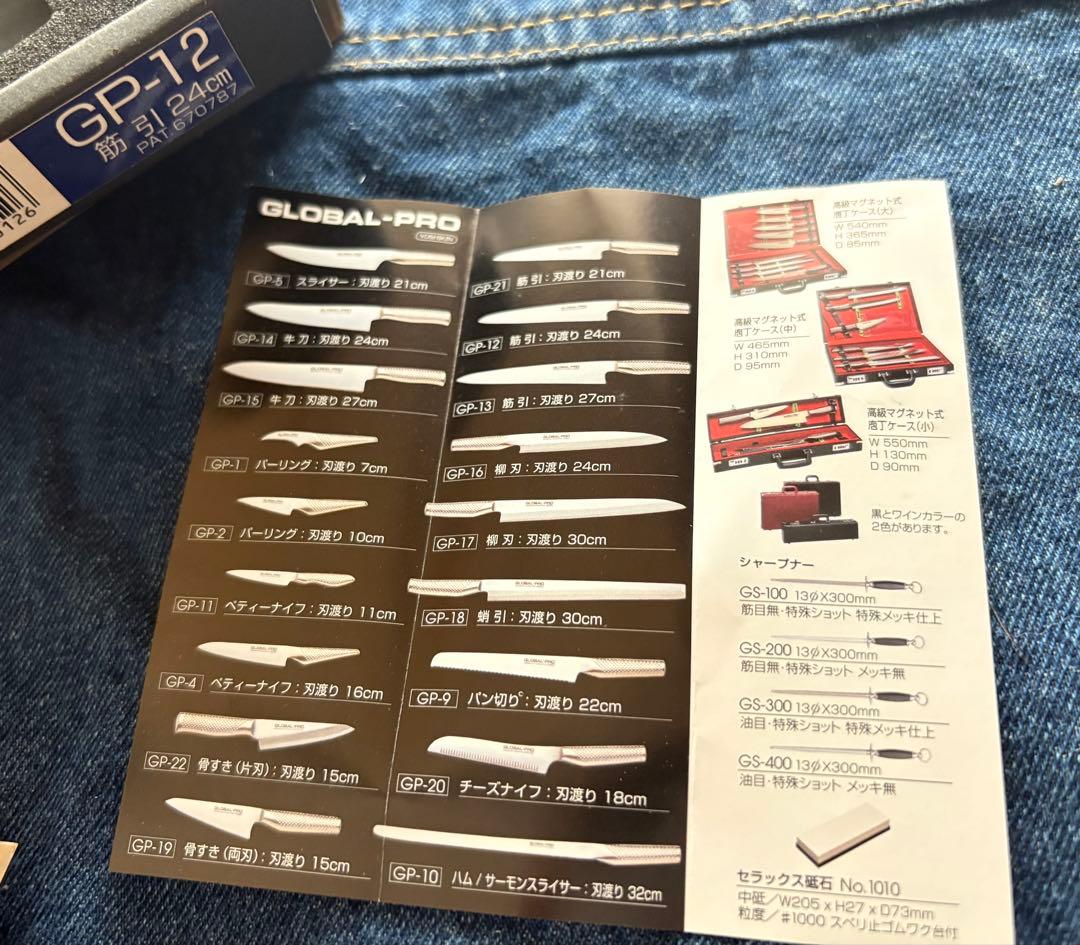 GP-12
筋 引 24cm
PAT.670787
GLOBAL-PRO
YOSHIKIN
GP-5 スライサー：刃渡り 21cm
GP-14 牛 刀：刃渡り 24cm
GP-15 牛 刀：刃渡り 27cm
GP-1 パーリング：刃渡り 7cm
GP-2 パーリング：刃渡り 10cm
GP-11 ペティーナイフ：刃渡り 11cm
GP-4 ペティーナイフ：刃渡り 16cm
GP-22 骨すき（片刃）：刃渡り 15cm
GP-19 骨すき（両刃）：刃渡り 15cm
GP-21 筋 引：刃渡り 21cm
GP-12 筋 引：刃渡り 24cm
GP-13 筋 引：刃渡り 27cm
GP-16 柳 刃：刃渡り 24cm
GP-17 柳 刃：刃渡り 30cm
GP-18 蛸 引：刃渡り 30cm
GP-9 パン切り：刃渡り 22cm
GP-20 チーズナイフ：刃渡り 18cm
GP-10 ハム / サーモンスライサー：刃渡り 32cm
高級マグネット式
庖丁ケース(大)
W 540mm
H 365mm
D 85mm
高級マグネット式
庖丁ケース(中)
W 465mm
H 310mm
D 95mm
高級マグネット式
庖丁ケース(小)
W 550mm
H 130mm
D 90mm
黒とワインカラーの
2色があります。
シャープナー
GS-100 13∅X300mm
筋目無・特殊ショット 特殊メッキ仕上
GS-200 13∅X300mm
筋目無・特殊ショット メッキ無
GS-300 13∅X300mm
油目・特殊ショット 特殊メッキ仕上
GS-400 13∅X300mm
油目・特殊ショット メッキ無
セラックス砥石 No.1010
中砥／W205 x H27 x D73mm
粒度／#1000 スベリ止ゴムワク台付